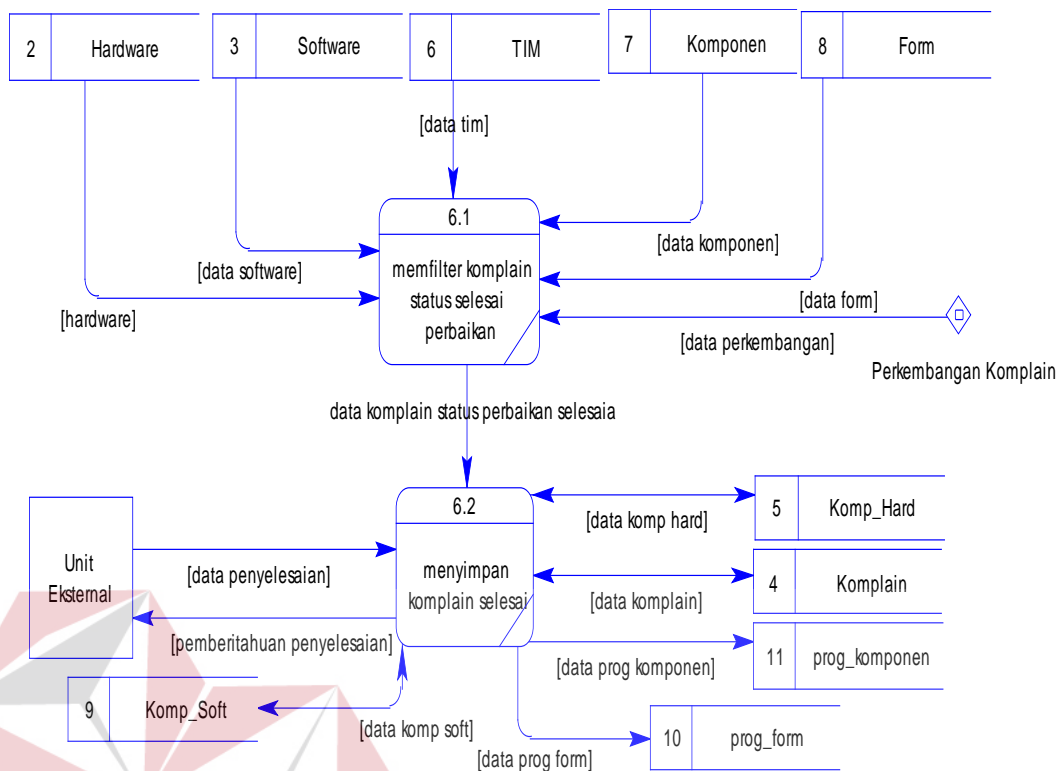 2 Hardware
3 Software
6 TIM
7 Komponen
8 Form
[data tim]
6.1
memfilter komplain
status selesai
perbaikan
[data software]
[hardware]
[data komponen]
[data form]
[data perkembangan]
Perkembangan Komplain
data komplain status perbaikan selesaia
6.2
menyimpan
komplain selesai
Unit
Eksternal
[data penyelesaian]
[pemberitahuan penyelesaian]
[data komp hard]
5 Komp_Hard
[data komplain]
4 Komplain
[data prog komponen]
11 prog_komponen
9 Komp_Soft
[data komp soft]
[data prog form]
10 prog_form